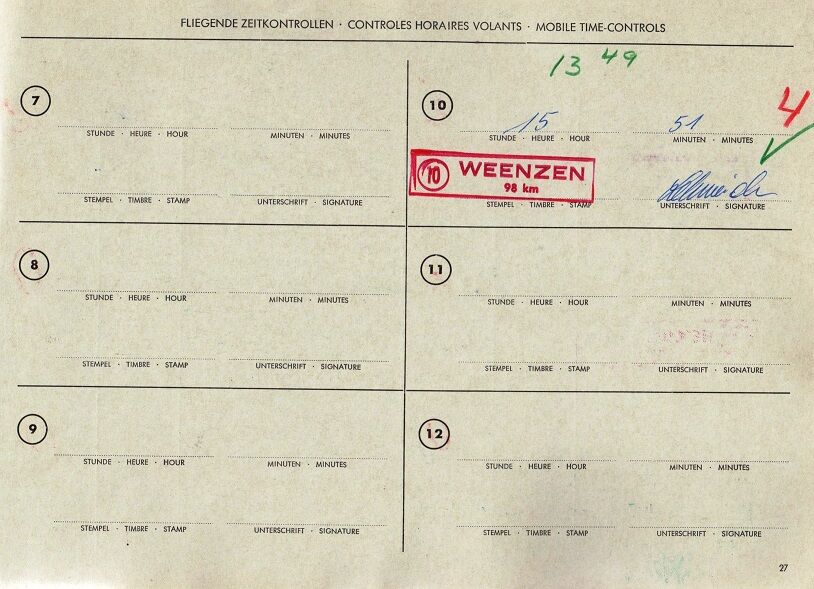 FLIEGENDE ZEITKONTROLLEN · CONTROLES HORAIRES VOLANTS · MOBILE TIME-CONTROLS
7
STUNDE · HEURE · HOUR MINUTEN · MINUTES
STEMPEL · TIMBRE · STAMP UNTERSCHRIFT · SIGNATURE
8
STUNDE · HEURE · HOUR MINUTEN · MINUTES
STEMPEL · TIMBRE · STAMP UNTERSCHRIFT · SIGNATURE
9
STUNDE · HEURE · HOUR MINUTEN · MINUTES
STEMPEL · TIMBRE · STAMP UNTERSCHRIFT · SIGNATURE
13 49
10
15 51 4
STUNDE · HEURE · HOUR MINUTEN · MINUTES
10 WEENZEN
98 km
STEMPEL · TIMBRE · STAMP UNTERSCHRIFT · SIGNATURE
11
STUNDE · HEURE · HOUR MINUTEN · MINUTES
STEMPEL · TIMBRE · STAMP UNTERSCHRIFT · SIGNATURE
12
STUNDE · HEURE · HOUR MINUTEN · MINUTES
STEMPEL · TIMBRE · STAMP UNTERSCHRIFT · SIGNATURE
27